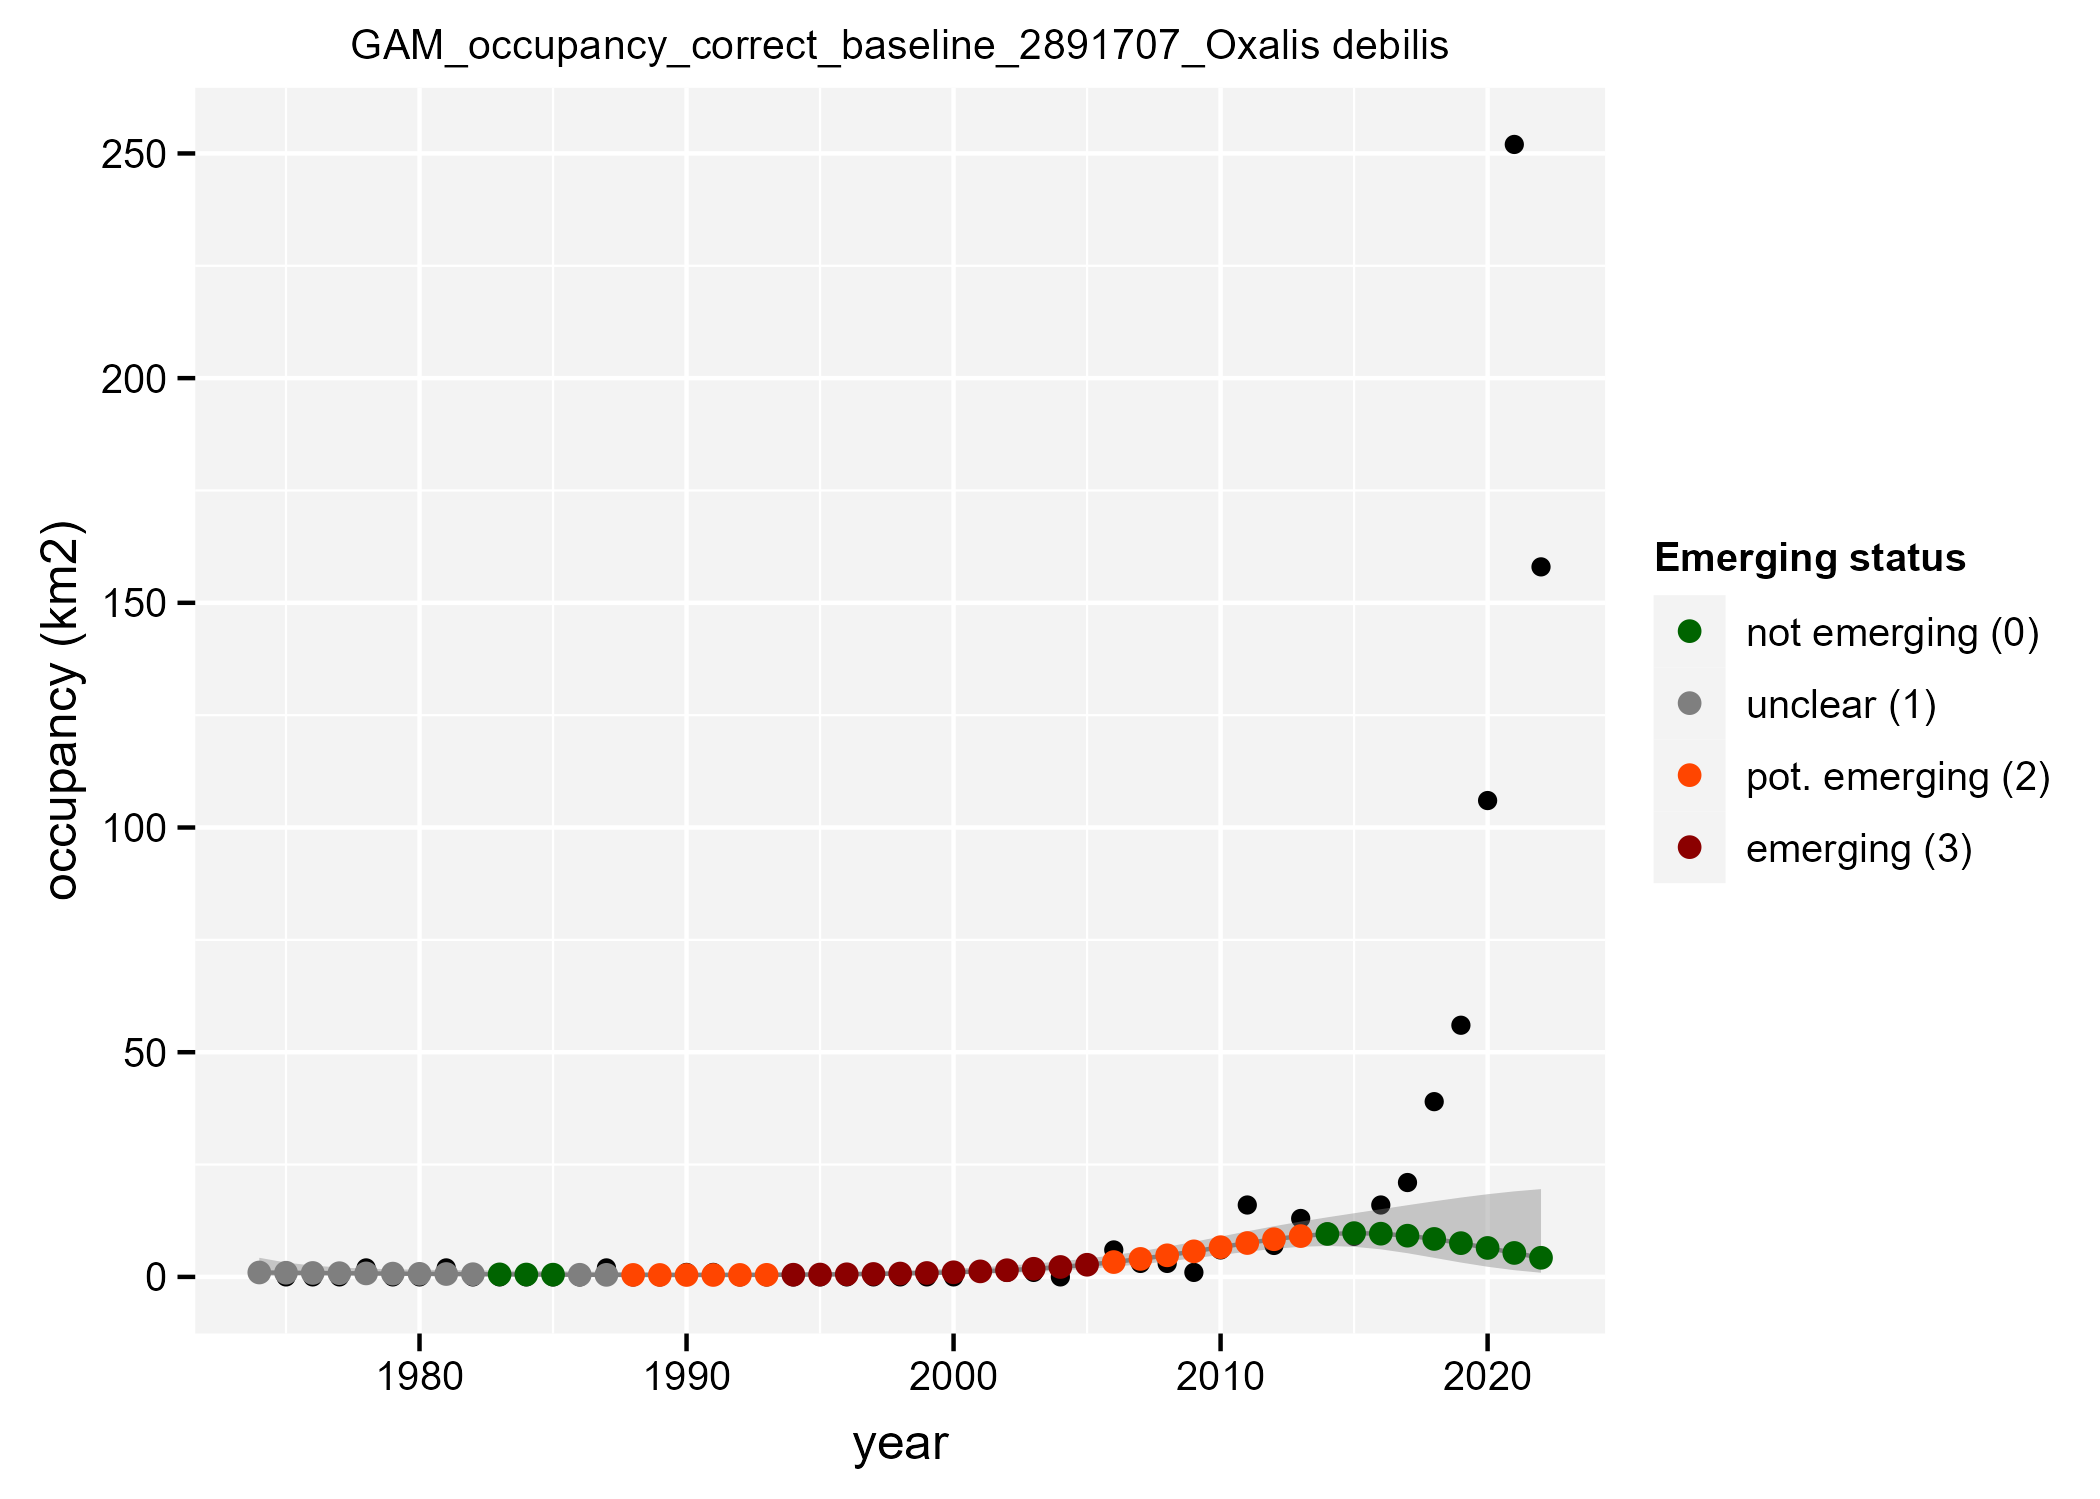 GAM_occupancy_correct_baseline_2891707_Oxalis debilis
250
200
150
100
50
0
occupancy (km2)
1980 1990 2000 2010 2020
year
Emerging status
not emerging (0)
unclear (1)
pot. emerging (2)
emerging (3)